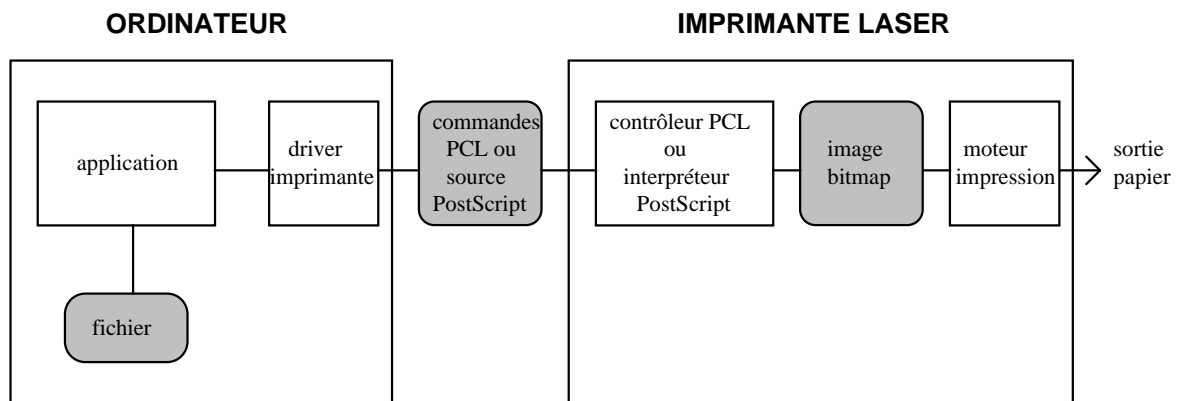 ORDINATEUR
IMPRIMANTE LASER
application
driver
imprimante
commandes
PCL ou
source
PostScript
contrôleur PCL
ou
interpréteur
PostScript
image
bitmap
moteur
impression
sortie
papier
fichier